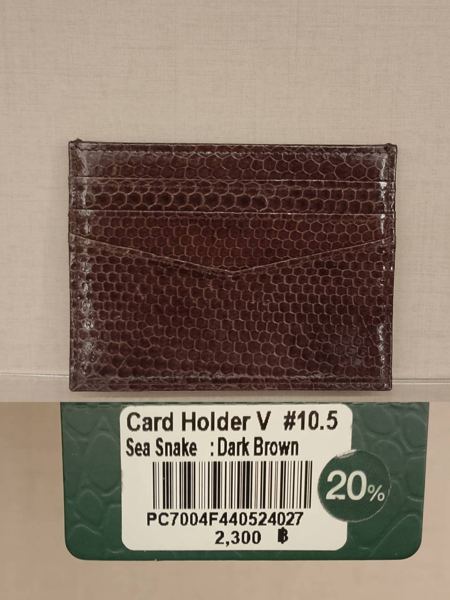 Card Holder V #10.5
Sea Snake : Dark Brown
20%
PC7004F440524027
2,300 ฿